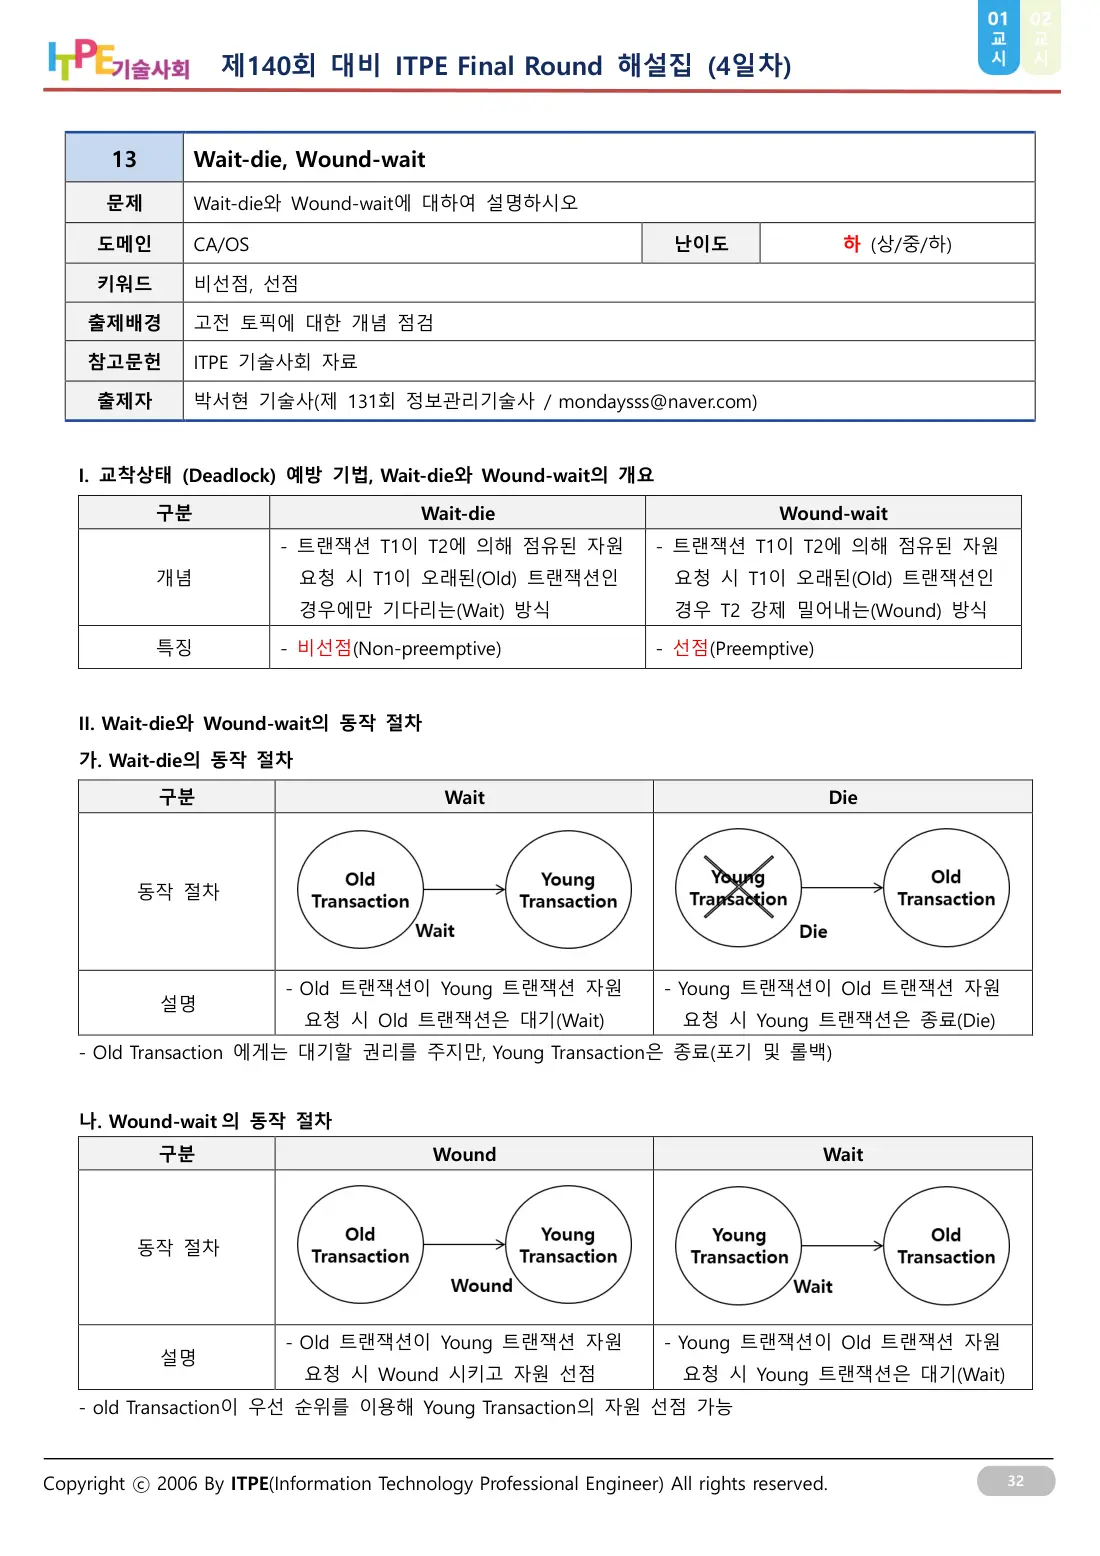 01
교
시
02
교
시
ITPE기술사회 제140회 대비 ITPE Final Round 해설집 (4일차)
13 Wait-die, Wound-wait
문제 Wait-die와 Wound-wait에 대하여 설명하시오
도메인 CA/OS 난이도 하 (상/중/하)
키워드 비선점, 선점
출제배경 고전 토픽에 대한 개념 점검
참고문헌 ITPE 기술사회 자료
출제자 박서현 기술사(제 131회 정보관리기술사 / mondaysss@naver.com)
I. 교착상태 (Deadlock) 예방 기법, Wait-die와 Wound-wait의 개요
구분 Wait-die Wound-wait
개념
- 트랜잭션 T1이 T2에 의해 점유된 자원
요청 시 T1이 오래된(Old) 트랜잭션인
경우에만 기다리는(Wait) 방식
- 트랜잭션 T1이 T2에 의해 점유된 자원
요청 시 T1이 오래된(Old) 트랜잭션인
경우 T2 강제 밀어내는(Wound) 방식
특징 - 비선점(Non-preemptive) - 선점(Preemptive)
II. Wait-die와 Wound-wait의 동작 절차
가. Wait-die의 동작 절차
구분 Wait Die
동작 절차
Old
Transaction
Wait
Young
Transaction
Young
Transaction
Die
Old
Transaction
설명
- Old 트랜잭션이 Young 트랜잭션 자원
요청 시 Old 트랜잭션은 대기(Wait)
- Young 트랜잭션이 Old 트랜잭션 자원
요청 시 Young 트랜잭션은 종료(Die)
- Old Transaction 에게는 대기할 권리를 주지만, Young Transaction은 종료(포기 및 롤백)
나. Wound-wait 의 동작 절차
구분 Wound Wait
동작 절차
Old
Transaction
Wound
Young
Transaction
Young
Transaction
Wait
Old
Transaction
설명
- Old 트랜잭션이 Young 트랜잭션 자원
요청 시 Wound 시키고 자원 선점
- Young 트랜잭션이 Old 트랜잭션 자원
요청 시 Young 트랜잭션은 대기(Wait)
- old Transaction이 우선 순위를 이용해 Young Transaction의 자원 선점 가능
Copyright ⓒ 2006 By ITPE(Information Technology Professional Engineer) All rights reserved.
32